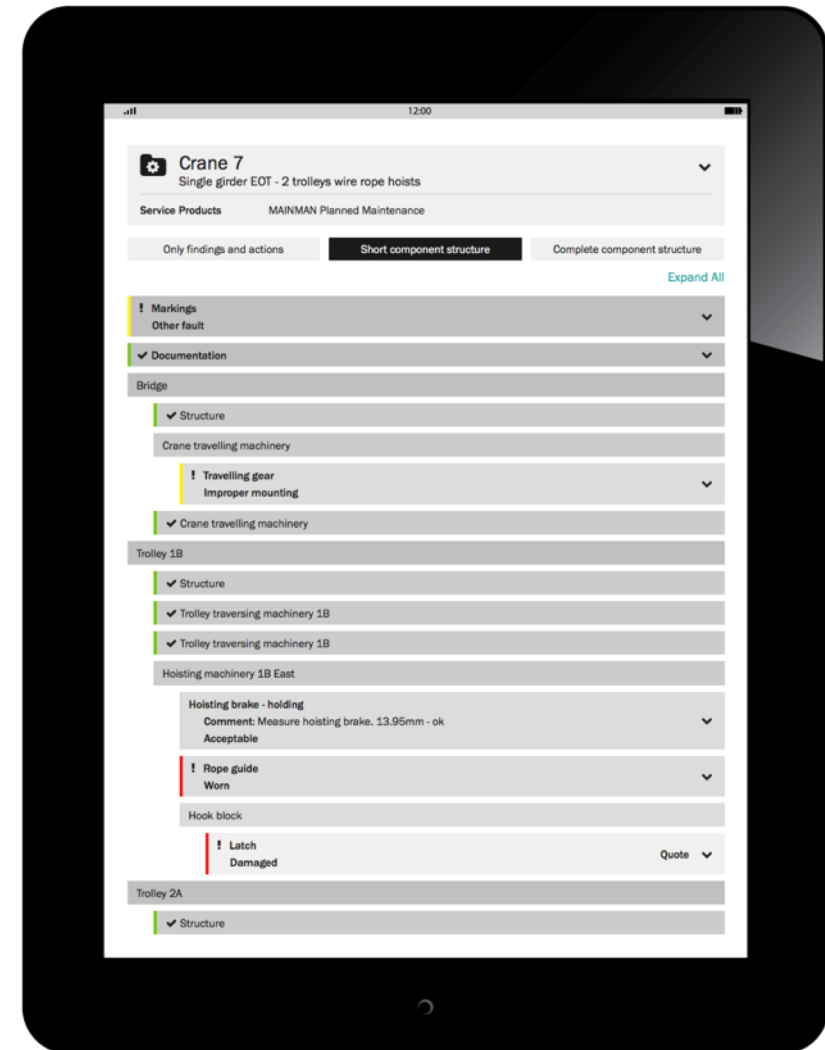 12:00
Crane 7
Single girder EOT - 2 trolleys wire rope hoists
Service Products MAINMAN Planned Maintenance
Only findings and actions Short component structure Complete component structure
Expand All
! Markings
Other fault
✔ Documentation
Bridge
✔ Structure
Crane travelling machinery
! Travelling gear
Improper mounting
✔ Crane travelling machinery
Trolley 1B
✔ Structure
✔ Trolley traversing machinery 1B
✔ Trolley traversing machinery 1B
Hoisting machinery 1B East
Hoisting brake - holding
Comment: Measure hoisting brake. 13.95mm - ok
Acceptable
! Rope guide
Worn
Hook block
! Latch
Damaged
Quote
Trolley 2A
✔ Structure